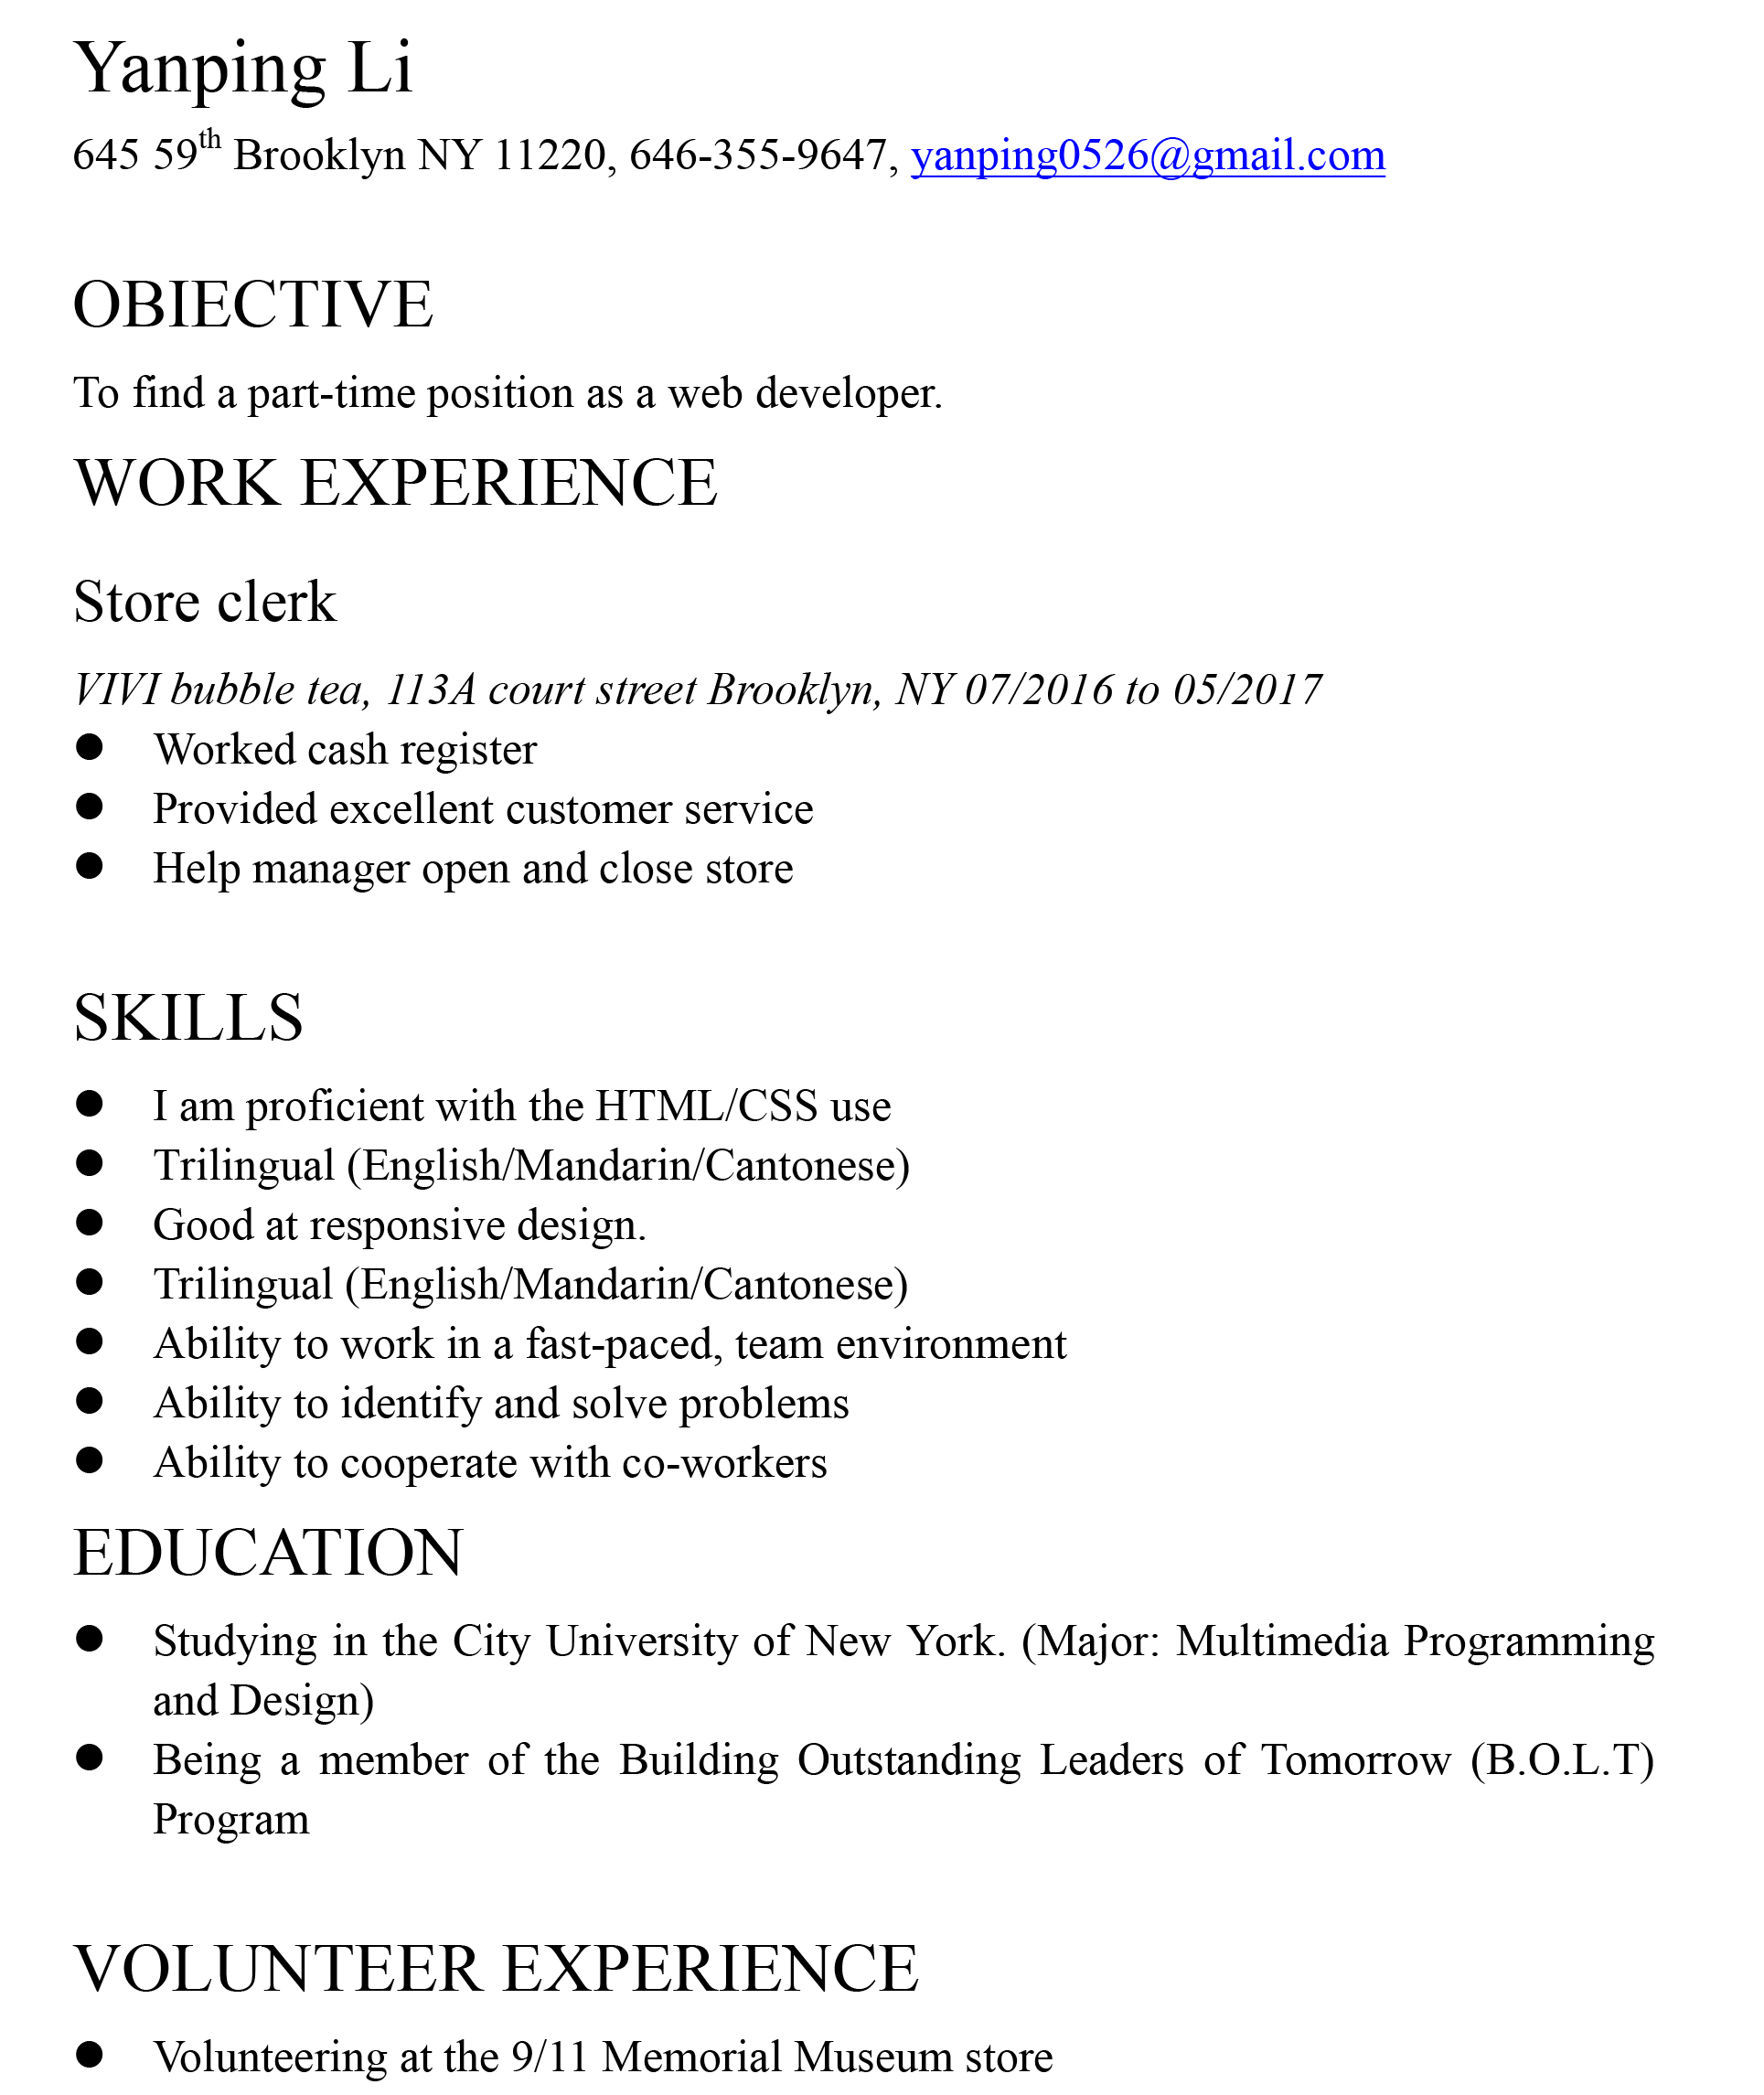 Yanping Li
645 59th Brooklyn NY 11220, 646-355-9647, yanping0526@gmail.com
OBIECTIVE
To find a part-time position as a web developer.
WORK EXPERIENCE
Store clerk
VIVI bubble tea, 113A court street Brooklyn, NY 07/2016 to 05/2017
● Worked cash register
● Provided excellent customer service
● Help manager open and close store
SKILLS
● I am proficient with the HTML/CSS use
● Trilingual (English/Mandarin/Cantonese)
● Good at responsive design.
● Trilingual (English/Mandarin/Cantonese)
● Ability to work in a fast-paced, team environment
● Ability to identify and solve problems
● Ability to cooperate with co-workers
EDUCATION
● Studying in the City University of New York. (Major: Multimedia Programming
and Design)
● Being a member of the Building Outstanding Leaders of Tomorrow (B.O.L.T)
Program
VOLUNTEER EXPERIENCE
● Volunteering at the 9/11 Memorial Museum store